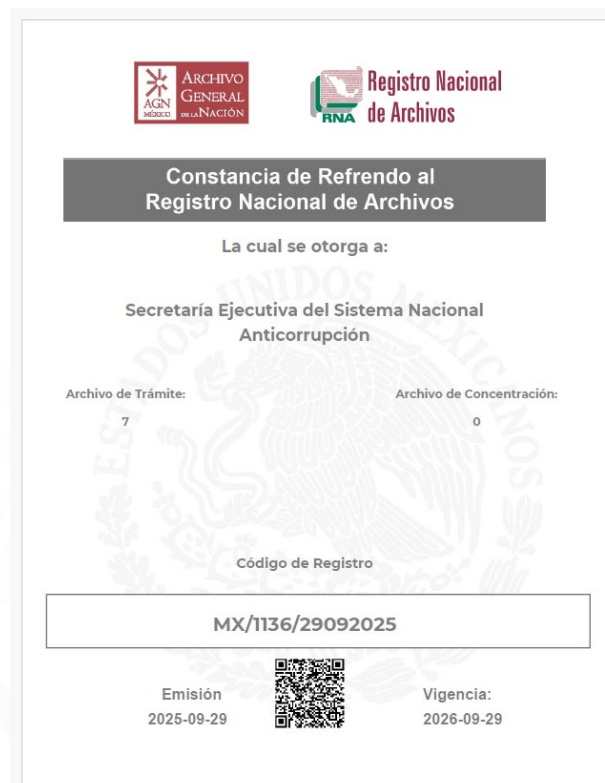 AGN
MÉXICO
ARCHIVO
GENERAL
DE LA NACIÓN
RNA
Registro Nacional
de Archivos
Constancia de Refrendo al
Registro Nacional de Archivos
La cual se otorga a:
ESTADOS UNIDOS MEXICANOS
Secretaría Ejecutiva del Sistema Nacional
Anticorrupción
Archivo de Trámite:
7
Archivo de Concentración:
0
Código de Registro
MX/1136/29092025
Emisión
2025-09-29
Vigencia:
2026-09-29